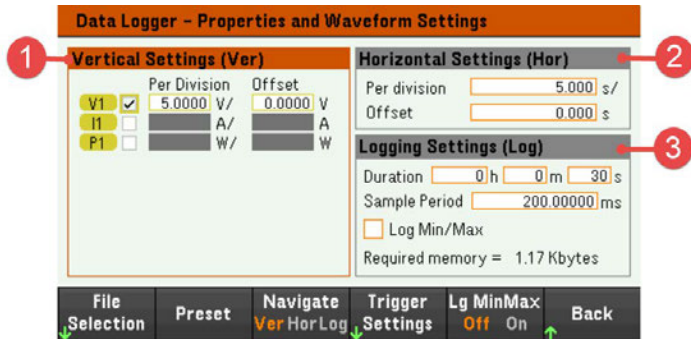 Data Logger - Properties and Waveform Settings
1
Vertical Settings (Ver)
Per Division Offset
V1 5.0000 V/ 0.0000 V
I1 A/ A
P1 W/ W
Horizontal Settings (Hor)
2
Per division 5.000 s/
Offset 0.000 s
Logging Settings (Log)
3
Duration 0 h 0 m 30 s
Sample Period 200.00000 ms
Log Min/Max
Required memory = 1.17 Kbytes
File Selection
Preset
Navigate
Ver Hor Log
Trigger Settings
Lg MinMax
Off On
Back